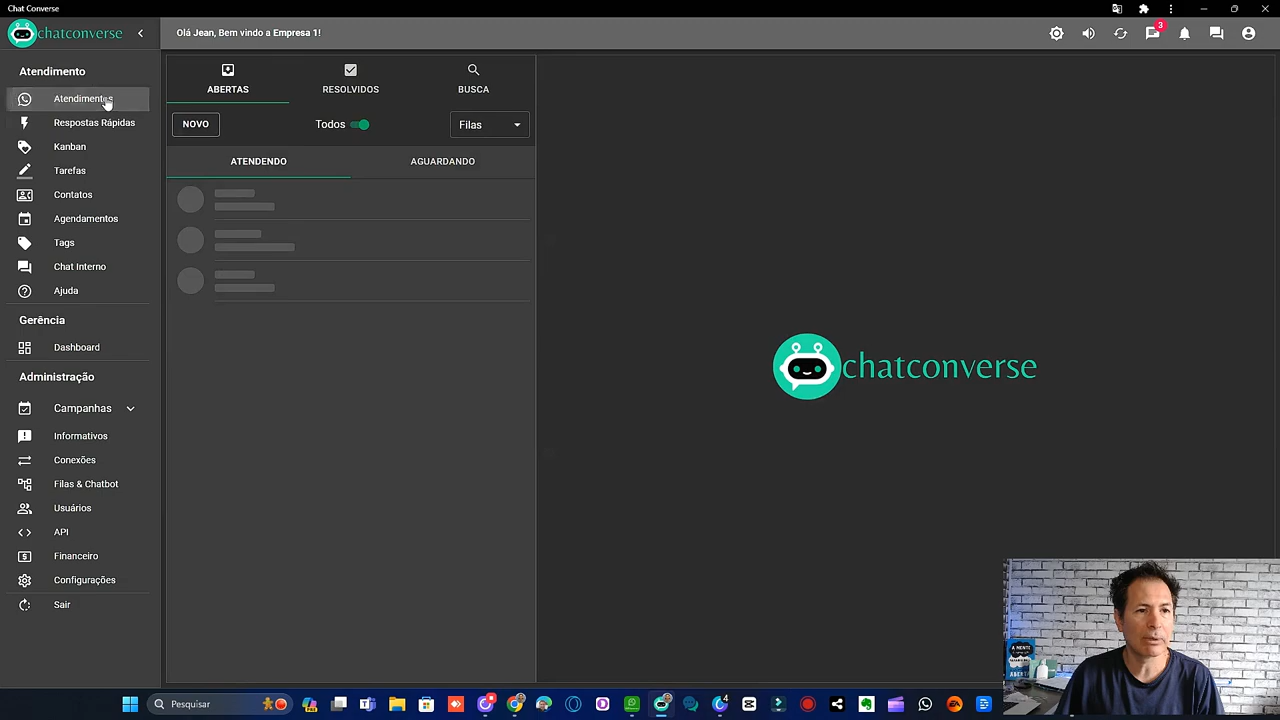 Chat Converse
chatconverse
Olá Jean, Bem vindo a Empresa 1!
3
Atendimento
Atendimentos
Respostas Rápidas
Kanban
Tarefas
Contatos
Agendamentos
Tags
Chat Interno
Ajuda
Gerência
Dashboard
Administração
Campanhas
Informativos
Conexões
Filas & Chatbot
Usuários
API
Financeiro
Configurações
Sair
ABERTAS
RESOLVIDOS
BUSCA
NOVO
Todos
Filas
ATENDENDO
AGUARDANDO
chatconverse
A MENTE
Pesquisar